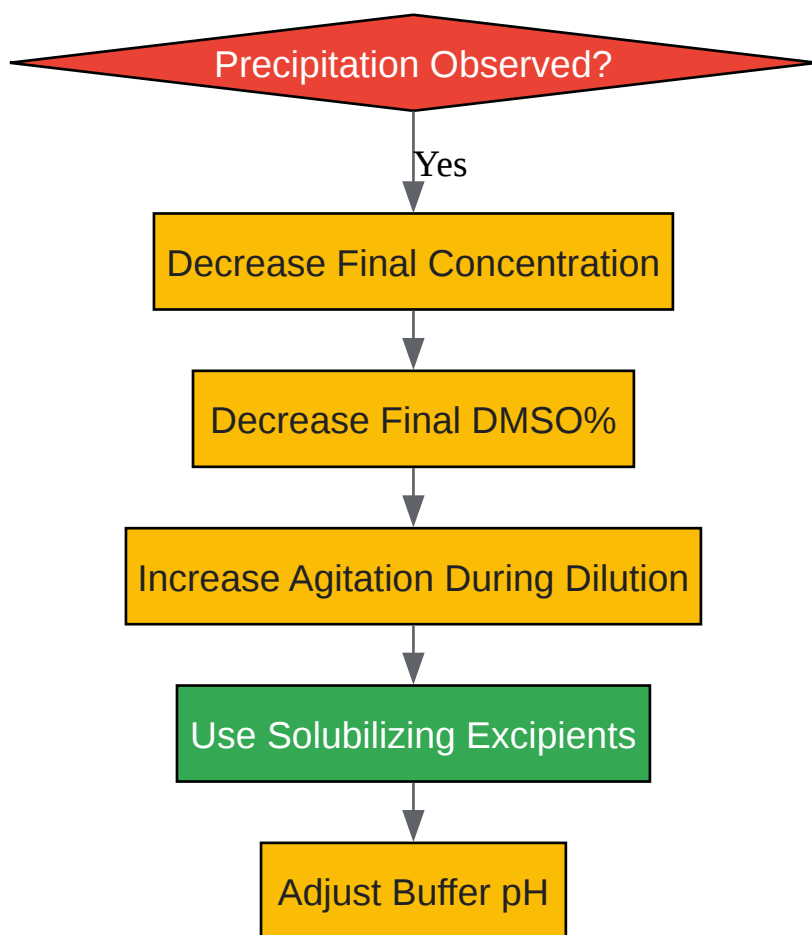 Precipitation Observed?
Yes
Decrease Final Concentration
Decrease Final DMSO%
Increase Agitation During Dilution
Use Solubilizing Excipients
Adjust Buffer pH